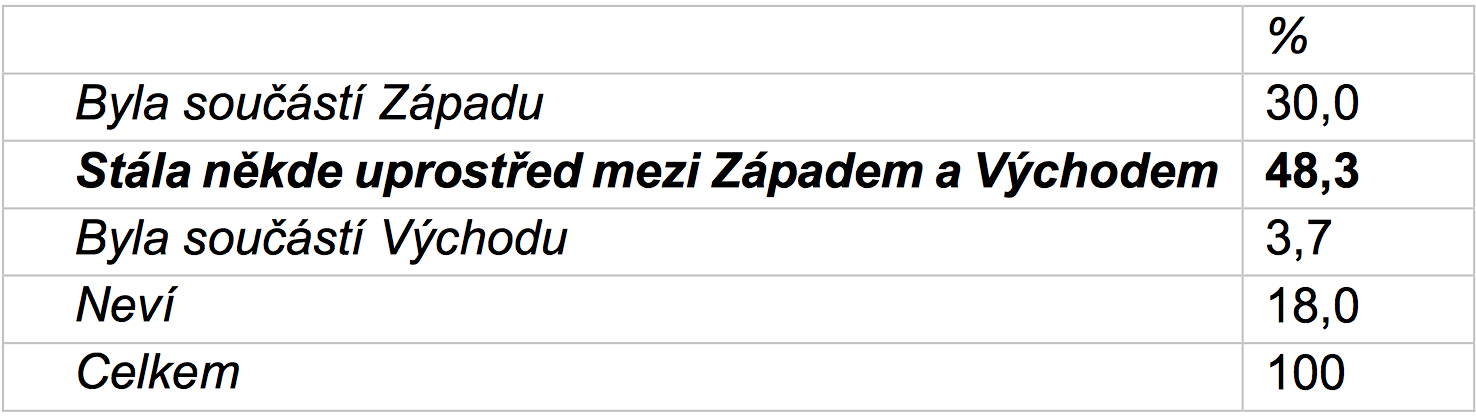 %
Byla součástí Západu 30,0
Stála někde uprostřed mezi Západem a Východem 48,3
Byla součástí Východu 3,7
Neví 18,0
Celkem 100